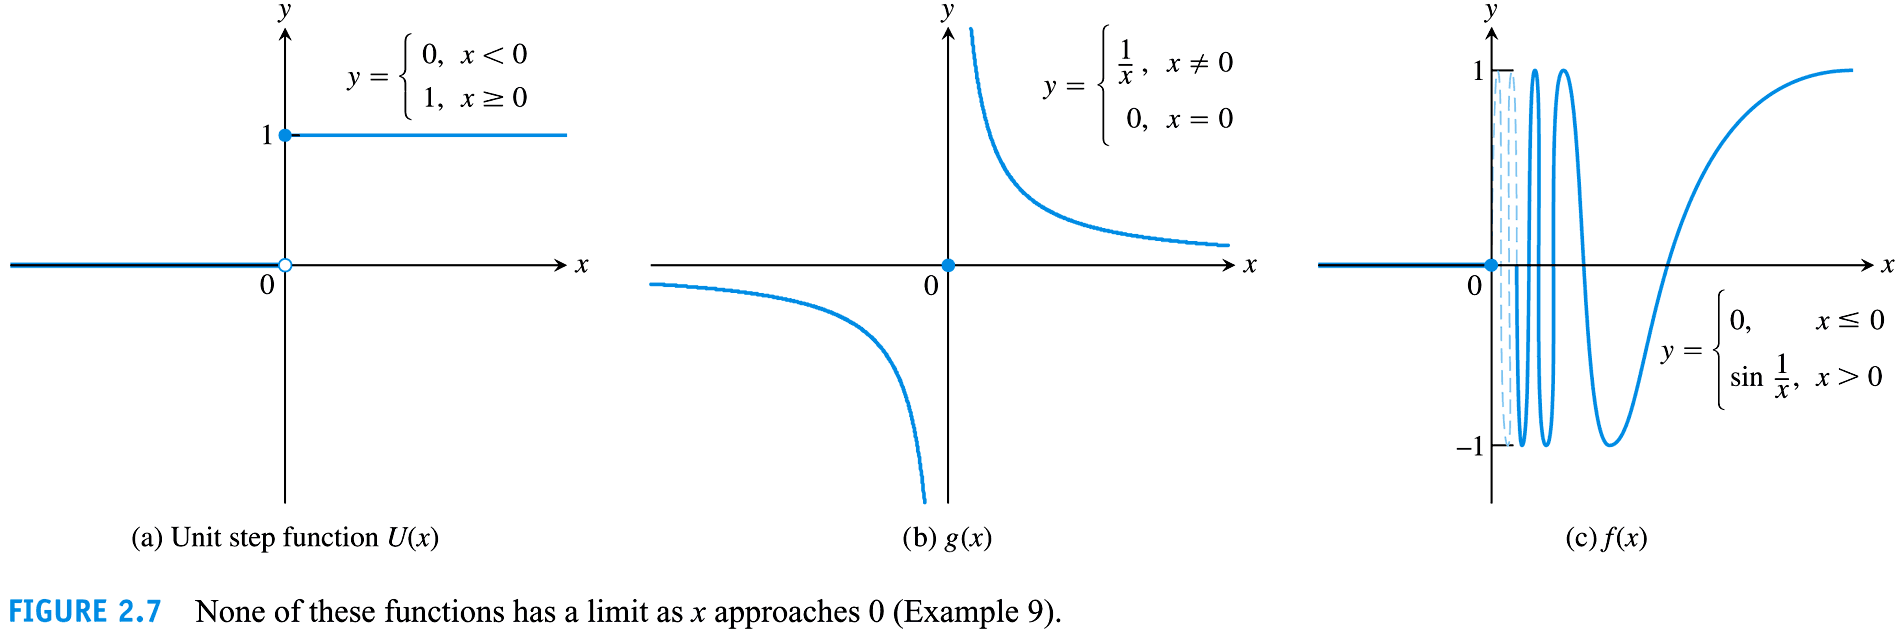 y
y = { 0, x < 0
1, x ≥ 0
1
0
x
(a) Unit step function U(x)
y
y = { 1/x, x ≠ 0
0, x = 0
0
x
(b) g(x)
y
1
0
x
−1
y = { 0, x ≤ 0
sin 1/x, x > 0
(c) f(x)
FIGURE 2.7 None of these functions has a limit as x approaches 0 (Example 9).